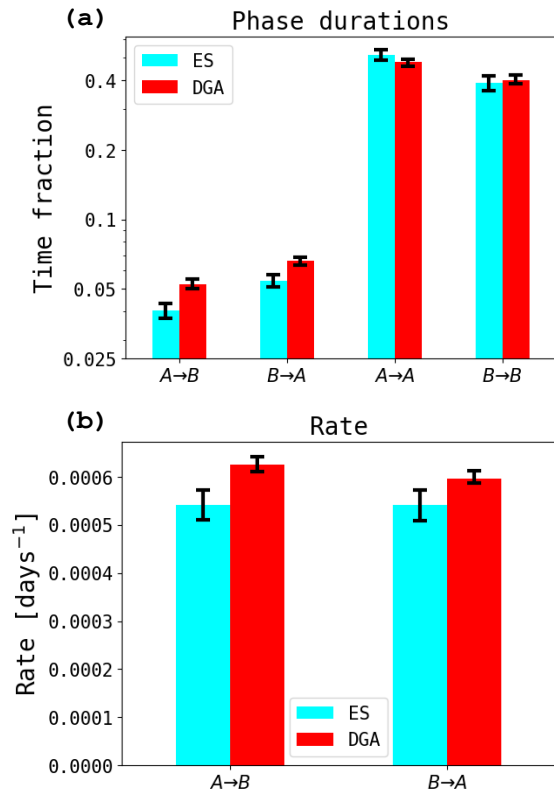 (a) Phase durations
ES
DGA
Time fraction
0.4
0.2
0.1
0.05
0.025
A→B B→A A→A B→B
(b) Rate
Rate [days⁻¹]
0.0006
0.0005
0.0004
0.0003
0.0002
0.0001
0.0000
ES
DGA
A→B B→A